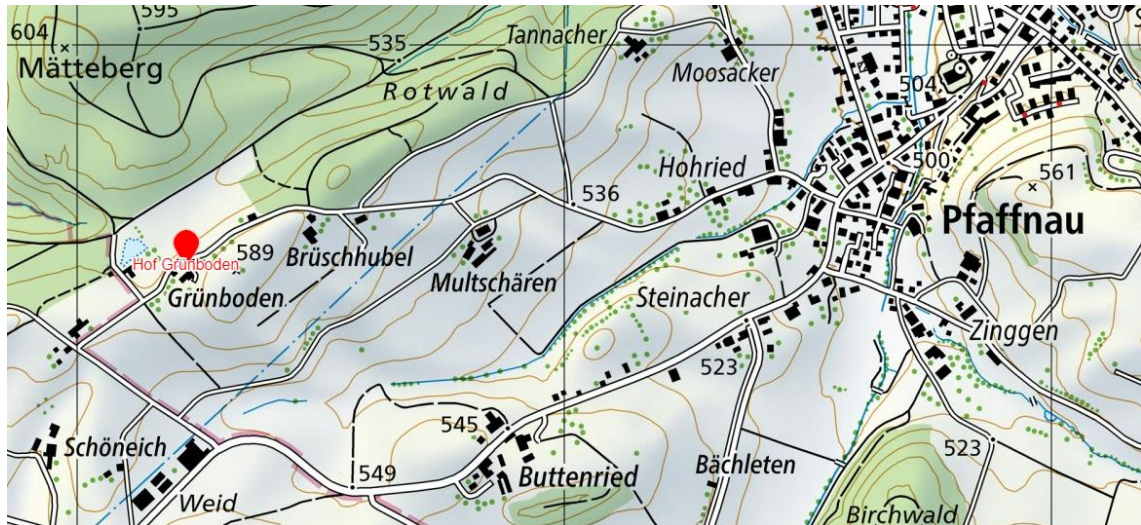 595
604
Mätteberg
535
Rotwald
Tannacher
Moosacker
504
500
561
Hohried
536
Pfaffnau
Hof Grünboden
589
Brüschhubel
Grünboden
Multschären
Steinacher
Zinggen
523
545
Schöneich
549
Buttenried
Bächleten
523
Weid
Birchwald